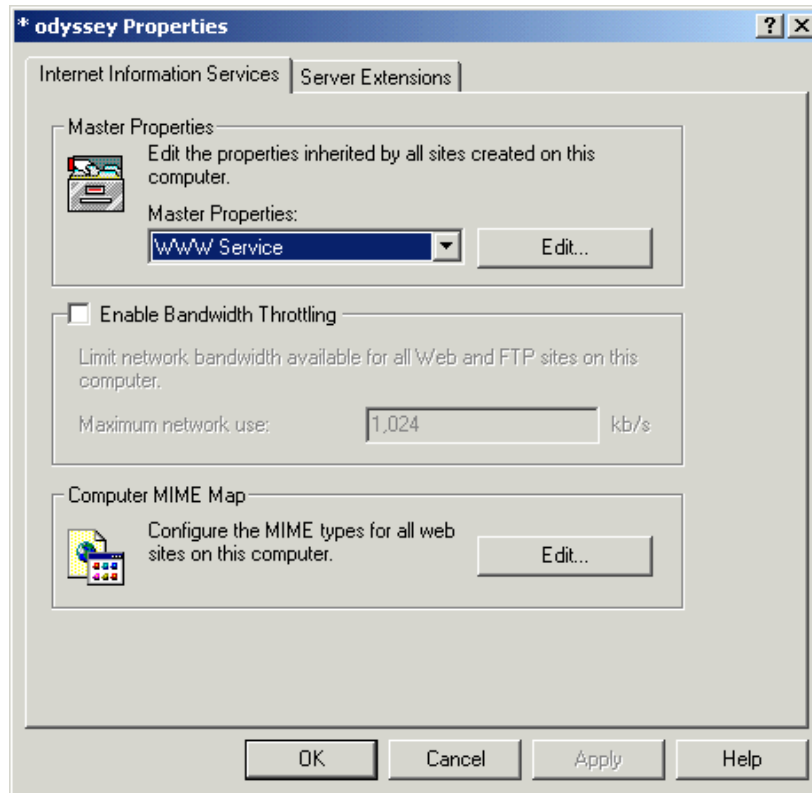 * odyssey Properties
Internet Information Services
Server Extensions
Master Properties
Edit the properties inherited by all sites created on this
computer.
Master Properties:
WWW Service
Edit...
Enable Bandwidth Throttling
Limit network bandwidth available for all Web and FTP sites on this
computer.
Maximum network use:
1,024
kb/s
Computer MIME Map
Configure the MIME types for all web
sites on this computer.
Edit...
OK
Cancel
Apply
Help